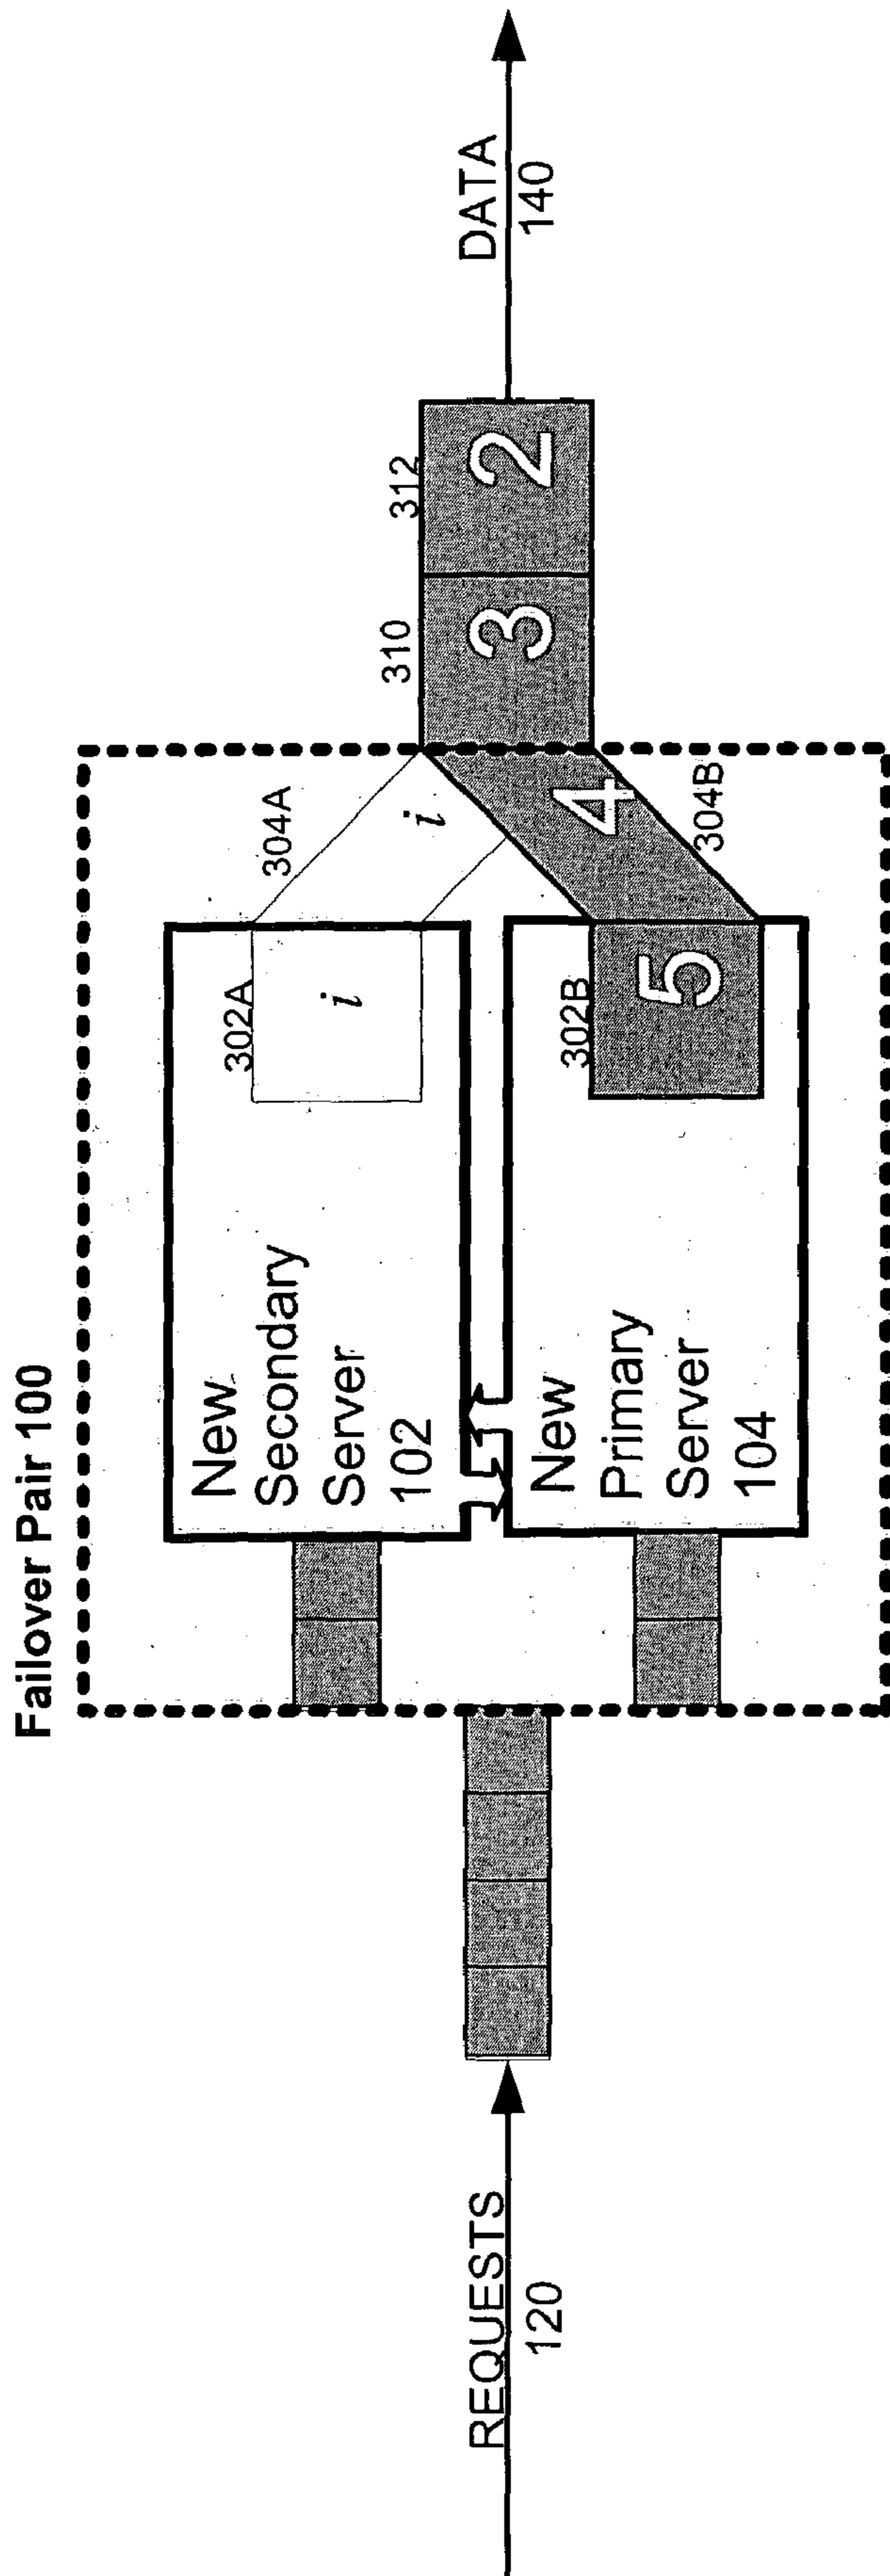 Failover Pair 100
REQUESTS
120
New
Secondary
Server
102
302A
i
304A
i
New
Primary
Server
104
302B
5
4
304B
310
3
312
2
DATA
140